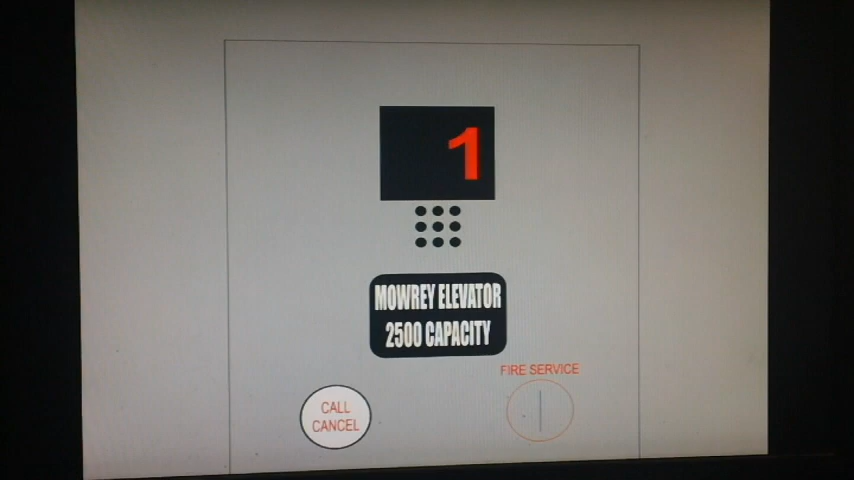 1
MOWREY ELEVATOR
2500 CAPACITY
FIRE SERVICE
CALL
CANCEL